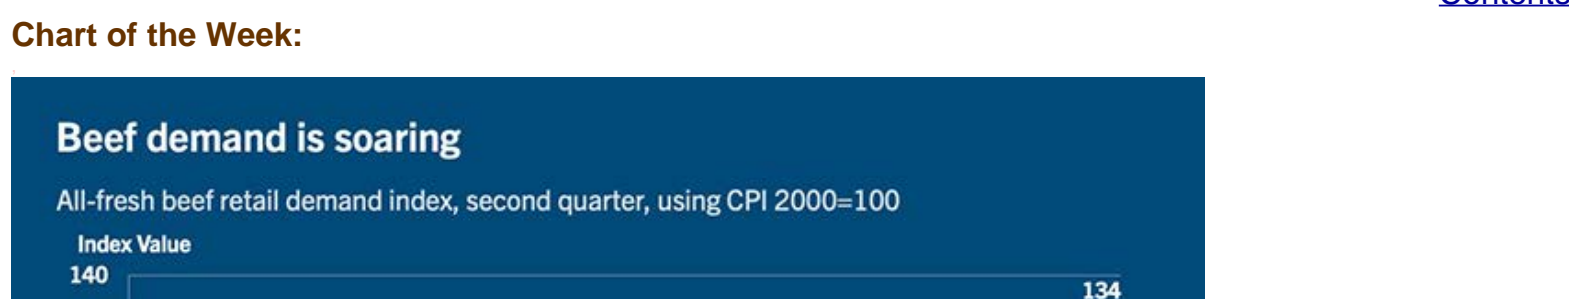 Contents
Chart of the Week:
Beef demand is soaring
All-fresh beef retail demand index, second quarter, using CPI 2000=100
Index Value
140
134